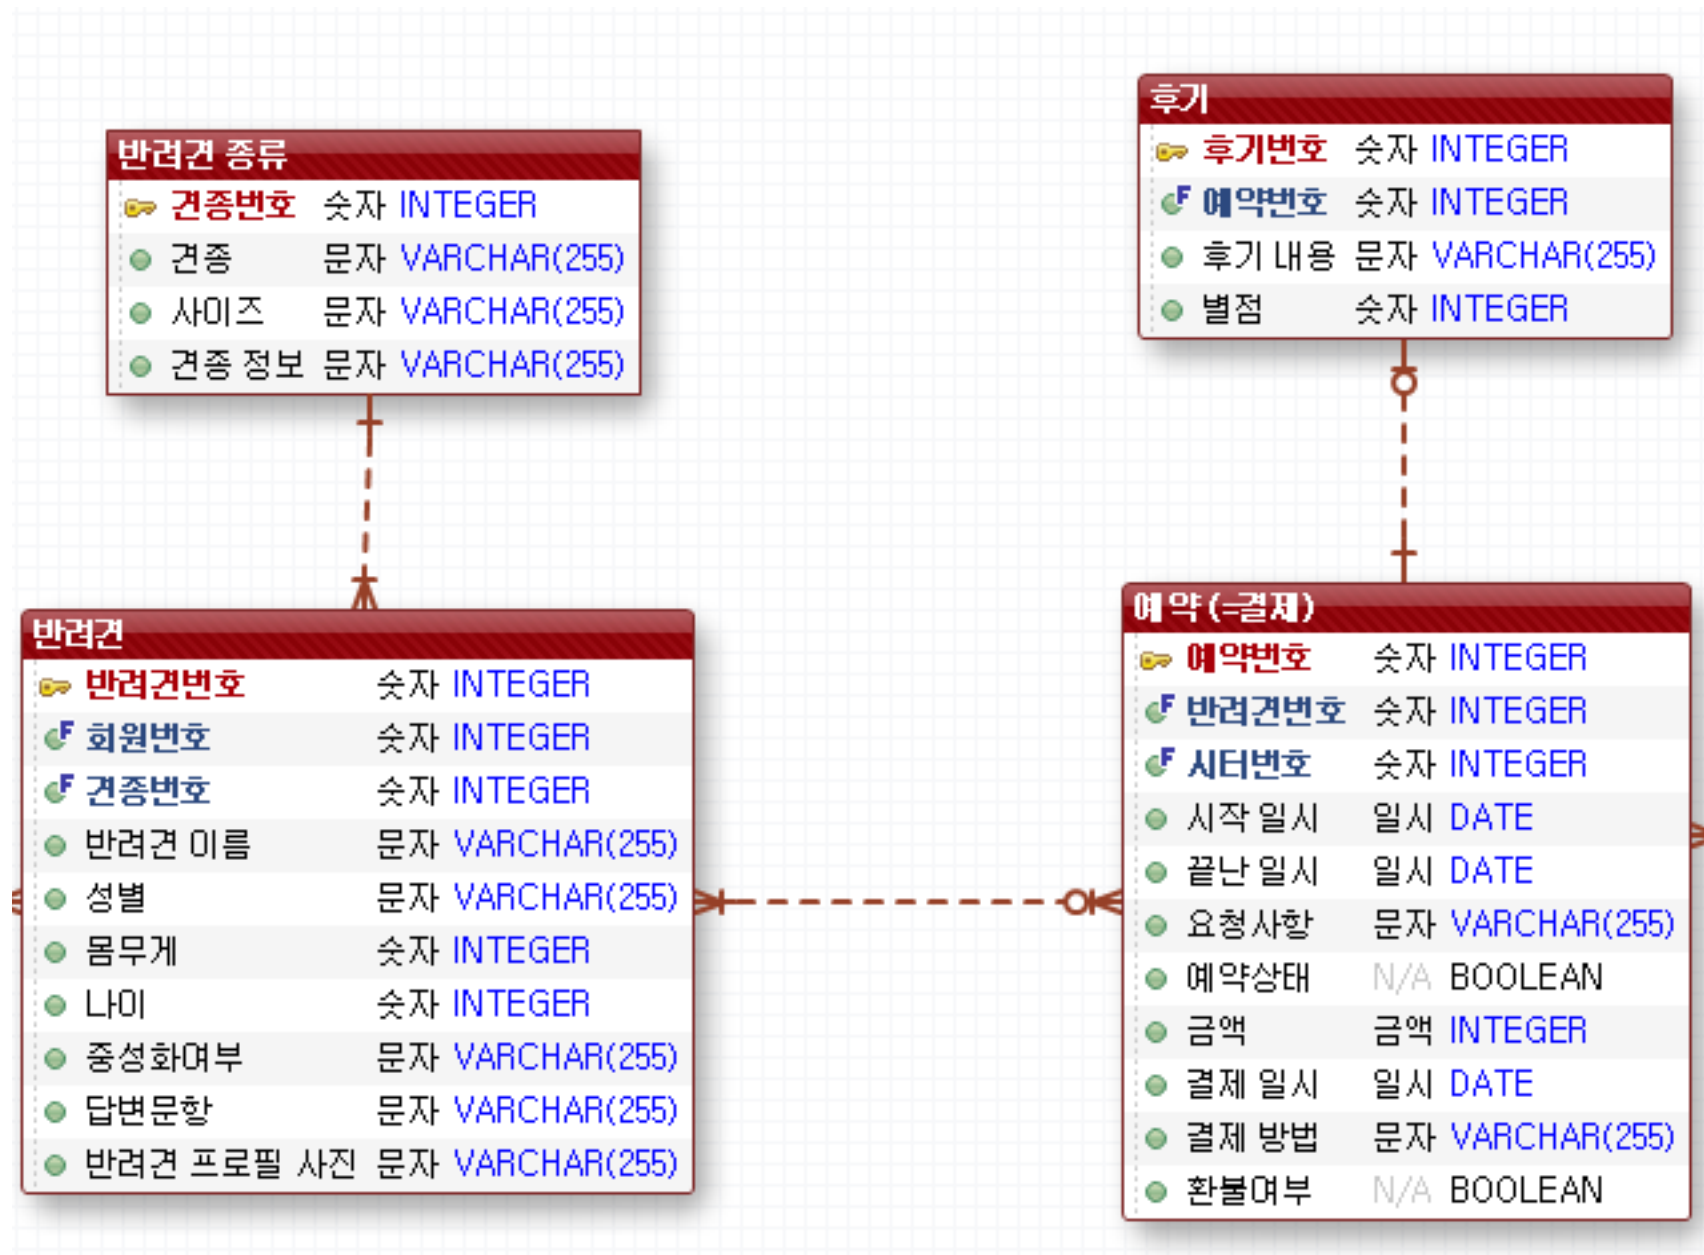 반려견 종류
견종번호 숫자 INTEGER
견종 문자 VARCHAR(255)
사이즈 문자 VARCHAR(255)
견종 정보 문자 VARCHAR(255)
후기
후기번호 숫자 INTEGER
예약번호 숫자 INTEGER
후기 내용 문자 VARCHAR(255)
별점 숫자 INTEGER
반려견
반려견번호 숫자 INTEGER
회원번호 숫자 INTEGER
견종번호 숫자 INTEGER
반려견 이름 문자 VARCHAR(255)
성별 문자 VARCHAR(255)
몸무게 숫자 INTEGER
나이 숫자 INTEGER
중성화여부 문자 VARCHAR(255)
답변문항 문자 VARCHAR(255)
반려견 프로필 사진 문자 VARCHAR(255)
예약 (=결제)
예약번호 숫자 INTEGER
반려견번호 숫자 INTEGER
시터번호 숫자 INTEGER
시작 일시 일시 DATE
끝난 일시 일시 DATE
요청사항 문자 VARCHAR(255)
예약상태 N/A BOOLEAN
금액 금액 INTEGER
결제 일시 일시 DATE
결제 방법 문자 VARCHAR(255)
환불여부 N/A BOOLEAN